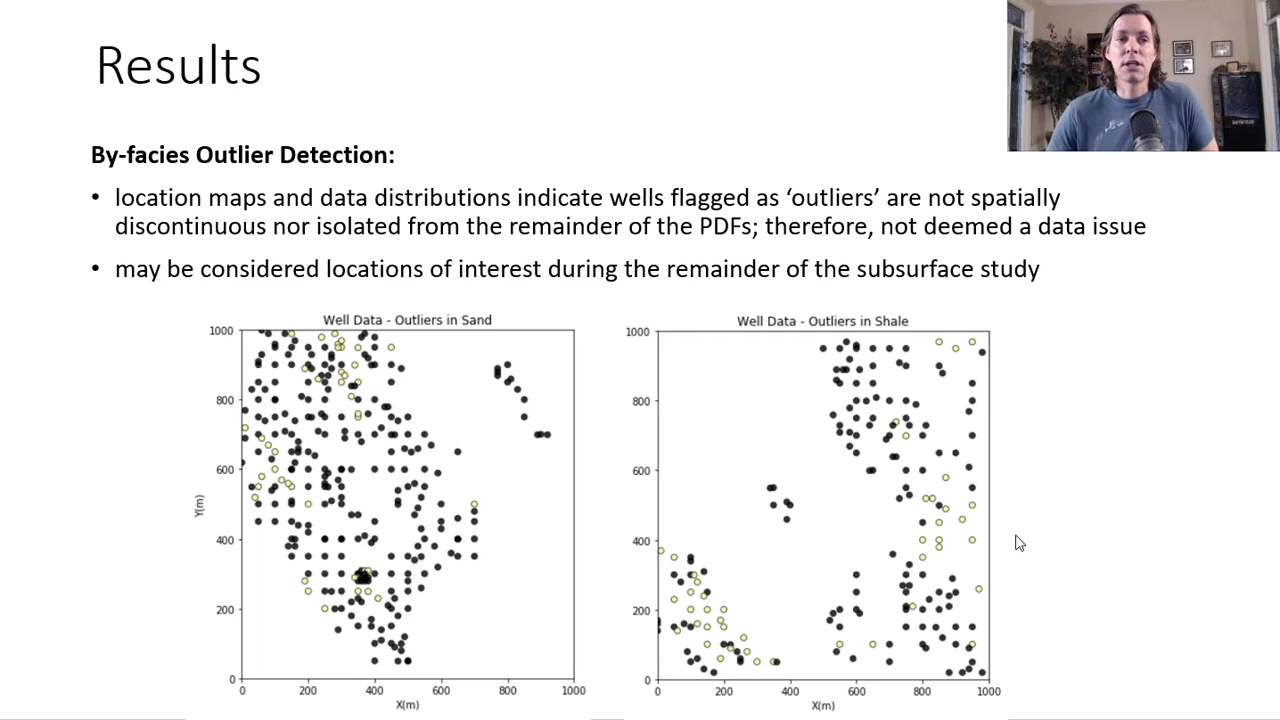 Results
By-facies Outlier Detection:
• location maps and data distributions indicate wells flagged as ‘outliers’ are not spatially
discontinuous nor isolated from the remainder of the PDFs; therefore, not deemed a data issue
• may be considered locations of interest during the remainder of the subsurface study
Well Data - Outliers in Sand
1000
800
600
400
200
0
Y(m)
0 200 400 600 800 1000
X(m)
Well Data - Outliers in Shale
1000
800
600
400
200
0
0 200 400 600 800 1000
X(m)